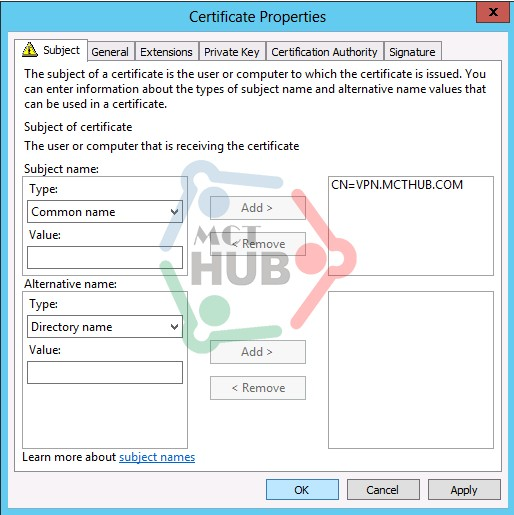 Certificate Properties
x
Subject
General
Extensions
Private Key
Certification Authority
Signature
The subject of a certificate is the user or computer to which the certificate is issued. You
can enter information about the types of subject name and alternative name values that
can be used in a certificate.
Subject of certificate
The user or computer that is receiving the certificate
Subject name:
Type:
Common name
Value:
Add >
< Remove
CN=VPN.MCTHUB.COM
MCT
HUB
Alternative name:
Type:
Directory name
Value:
Add >
< Remove
Learn more about subject names
OK
Cancel
Apply